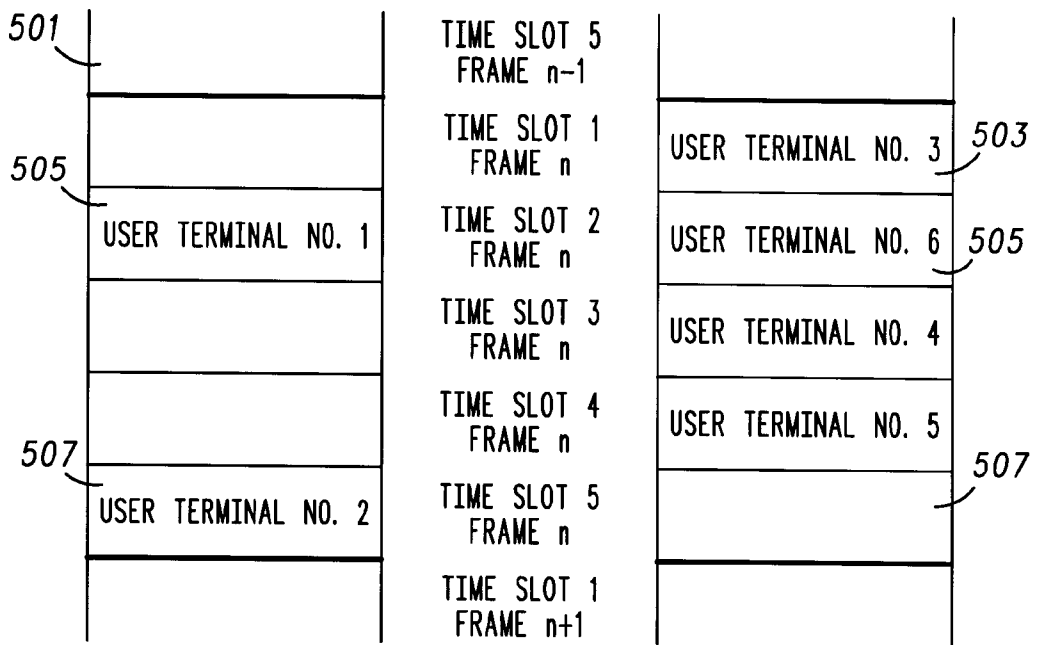 501
TIME SLOT 5
FRAME n-1
TIME SLOT 1
FRAME n
USER TERMINAL NO. 3
503
505
USER TERMINAL NO. 1
TIME SLOT 2
FRAME n
USER TERMINAL NO. 6
505
TIME SLOT 3
FRAME n
USER TERMINAL NO. 4
TIME SLOT 4
FRAME n
USER TERMINAL NO. 5
507
USER TERMINAL NO. 2
TIME SLOT 5
FRAME n
507
TIME SLOT 1
FRAME n+1